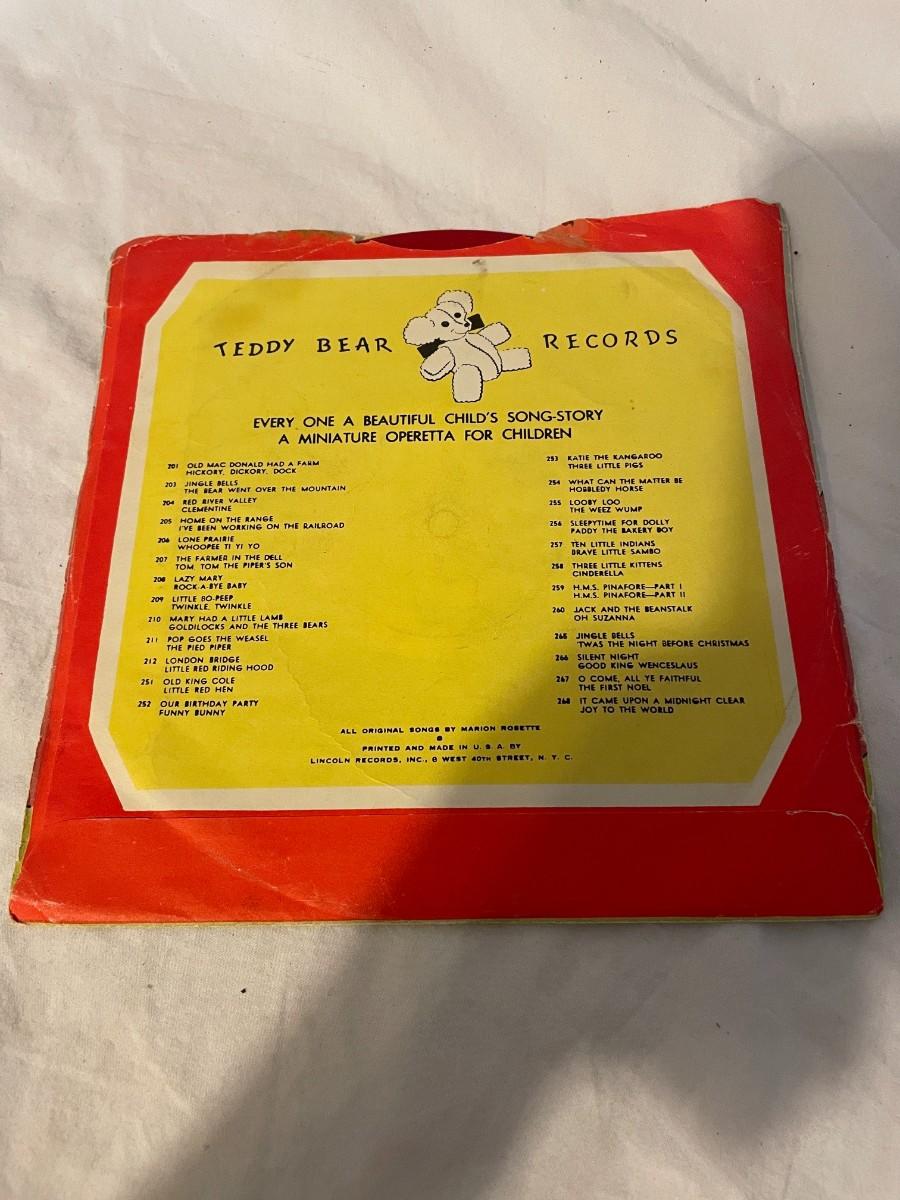 TEDDY BEAR RECORDS
EVERY ONE A BEAUTIFUL CHILD'S SONG-STORY
A MINIATURE OPERETTA FOR CHILDREN
201 OLD MAC DONALD HAD A FARM
HICKORY, DICKORY, DOCK
203 JINGLE BELLS
THE BEAR WENT OVER THE MOUNTAIN
204 RED RIVER VALLEY
CLEMENTINE
205 HOME ON THE RANGE
I'VE BEEN WORKING ON THE RAILROAD
206 LONE PRAIRIE
WHOOPEE TI YI YO
207 THE FARMER IN THE DELL
TOM, TOM THE PIPER'S SON
208 LAZY MARY
ROCK-A-BYE BABY
209 LITTLE BO-PEEP
TWINKLE, TWINKLE
210 MARY HAD A LITTLE LAMB
GOLDILOCKS AND THE THREE BEARS
211 POP GOES THE WEASEL
THE PIED PIPER
212 LONDON BRIDGE
LITTLE RED RIDING HOOD
251 OLD KING COLE
LITTLE RED HEN
252 OUR BIRTHDAY PARTY
FUNNY BUNNY
253 KATIE THE KANGAROO
THREE LITTLE PIGS
254 WHAT CAN THE MATTER BE
HOBBLEDY HORSE
255 LOOBY LOO
THE WEEZ WUMP
256 SLEEPYTIME FOR DOLLY
PADDY THE BAKERY BOY
257 TEN LITTLE INDIANS
BRAVE LITTLE SAMBO
258 THREE LITTLE KITTENS
CINDERELLA
259 H.M.S. PINAFORE—PART I
H.M.S. PINAFORE—PART II
260 JACK AND THE BEANSTALK
OH SUZANNA
265 JINGLE BELLS
'TWAS THE NIGHT BEFORE CHRISTMAS
266 SILENT NIGHT
GOOD KING WENCESLAUS
267 O COME, ALL YE FAITHFUL
THE FIRST NOEL
268 IT CAME UPON A MIDNIGHT CLEAR
JOY TO THE WORLD
ALL ORIGINAL SONGS BY MARION ROSETTE
PRINTED AND MADE IN U. S. A. BY
LINCOLN RECORDS, INC., 8 WEST 40TH STREET, N. Y. C.